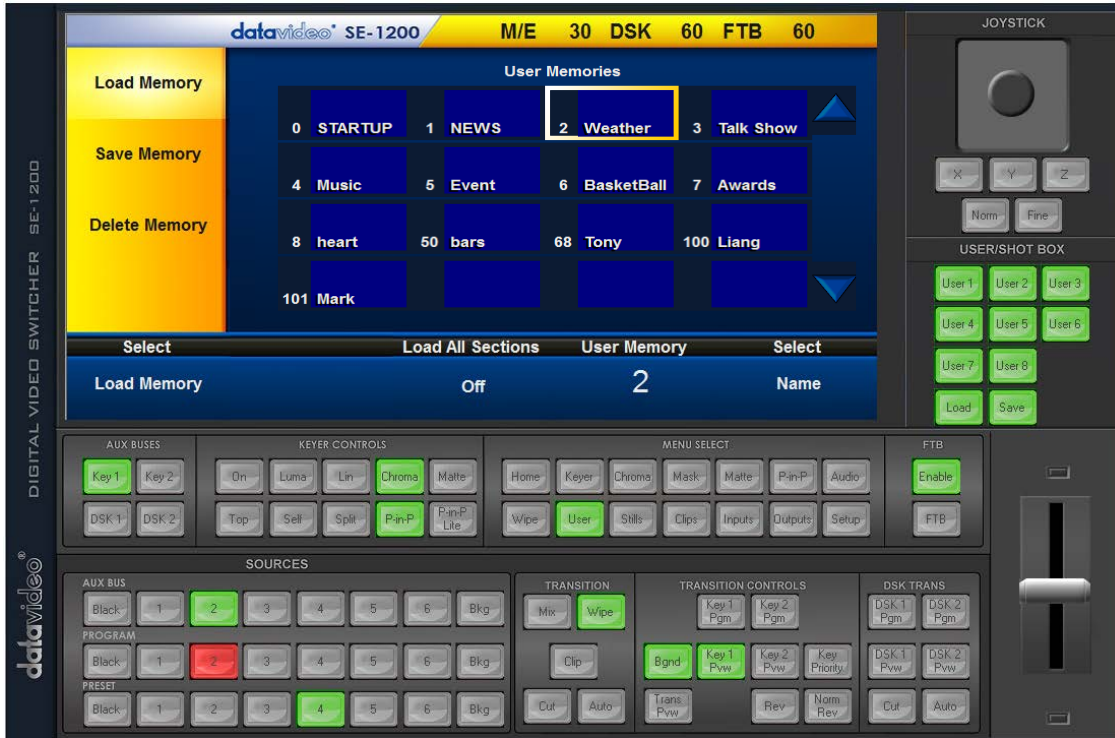 datavideo SE-1200 M/E 30 DSK 60 FTB 60
Load Memory
Save Memory
Delete Memory
User Memories
0 STARTUP 1 NEWS 2 Weather 3 Talk Show
4 Music 5 Event 6 BasketBall 7 Awards
8 heart 50 bars 68 Tony 100 Liang
101 Mark
Select Load All Sections User Memory Select
Load Memory Off 2 Name
JOYSTICK
X Y Z
Norm Fine
USER/SHOT BOX
User 1 User 2 User 3
User 4 User 5 User 6
User 7 User 8
Load Save
DIGITAL VIDEO SWITCHER SE-1200
datavideo®
AUX BUSES
Key 1 Key 2
DSK 1 DSK 2
KEYER CONTROLS
On Luma Lin Chroma Matte
Top Self Split P-in-P P-in-P
Lite
MENU SELECT
Home Keyer Chroma Mask Matte P-in-P Audio
Wipe User Stills Clips Inputs Outputs Setup
FTB
Enable
FTB
SOURCES
AUX BUS
Black 1 2 3 4 5 6 Bkg
PROGRAM
Black 1 2 3 4 5 6 Bkg
PRESET
Black 1 2 3 4 5 6 Bkg
TRANSITION
Mix Wipe
Clip
Cut Auto
TRANSITION CONTROLS
Key 1 Key 2
Pgm Pgm
Bgnd Key 1 Key 2 Key
Pvw Pvw Priority
Trans Rev Norm
Pvw Rev
DSK TRANS
DSK 1 DSK 2
Pgm Pgm
DSK 1 DSK 2
Pvw Pvw
Cut Auto